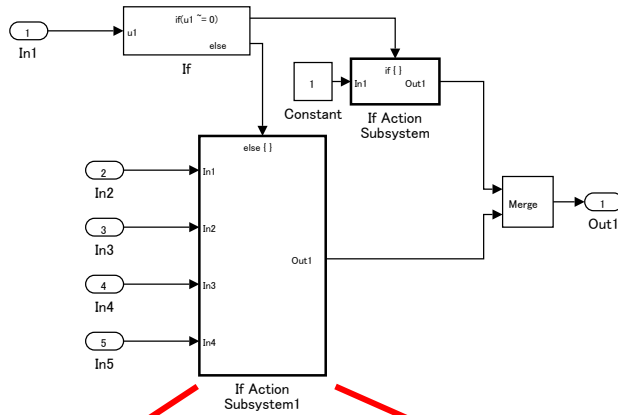 1
In1
u1
if(u1 ~= 0)
else
If
1
Constant
if { }
In1
Out1
If Action
Subsystem
else { }
2
In2
In1
3
In3
In2
4
In4
In3
5
In5
In4
Out1
If Action
Subsystem1
Merge
1
Out1